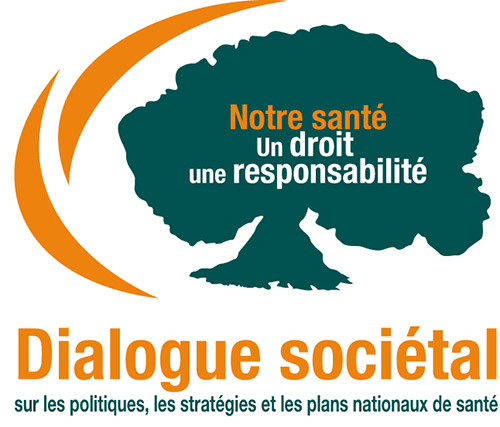 Notre santé
Un droit
une responsabilité
Dialogue sociétal
sur les politiques, les stratégies et les plans nationaux de santé